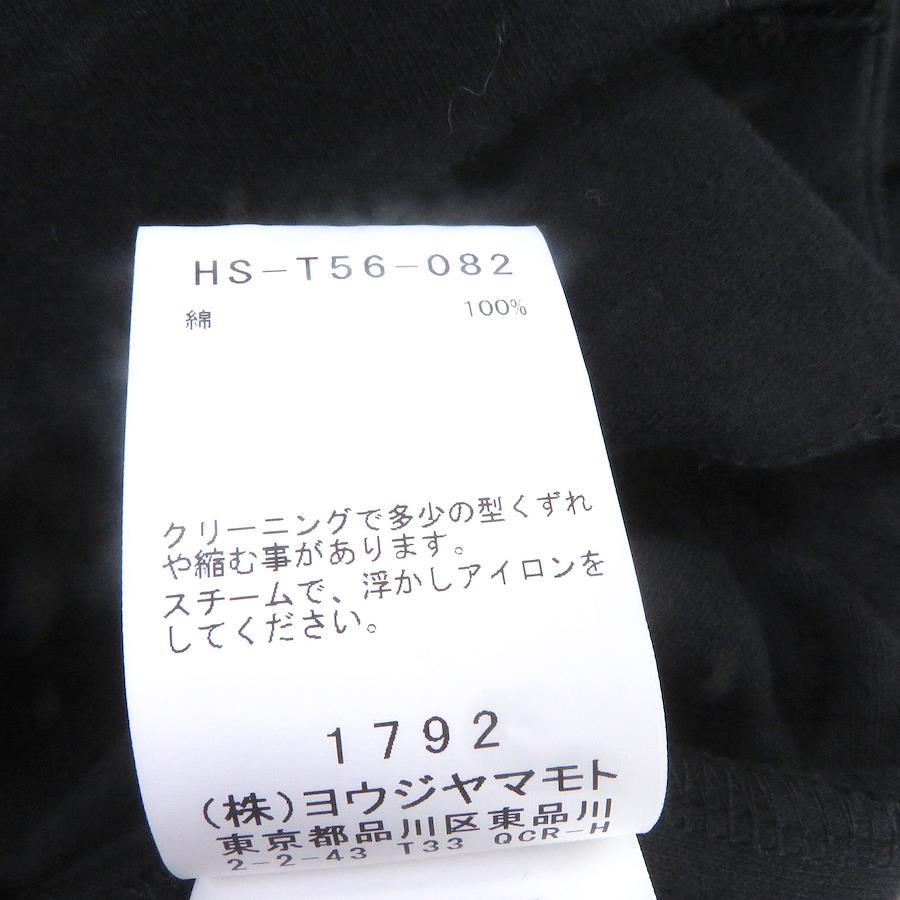 HS-T56-082
綿 100%
クリーニングで多少の型くずれ
や縮む事があります。
スチームで、浮かしアイロンを
してください。
1792
(株)ヨウジヤマモト
東京都品川区東品川
2-2-43 T33 QCR-H